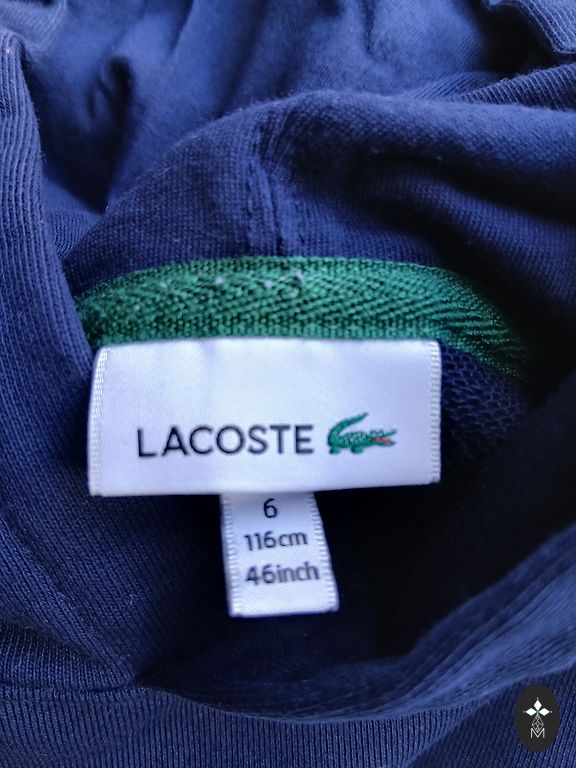 LACOSTE
6
116cm
46inch
M